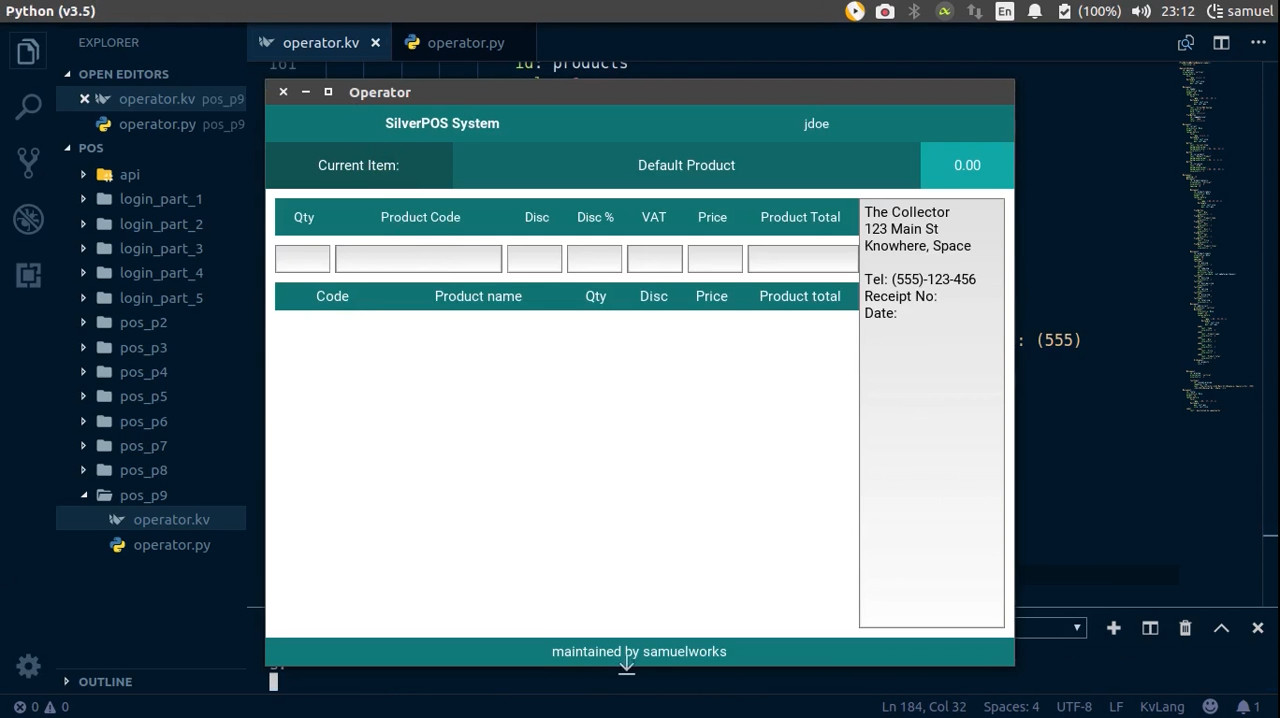 Python (v3.5)
En
(100%)
23:12
samuel
EXPLORER
operator.kv
operator.py
OPEN EDITORS
operator.kv pos_p9
operator.py pos_p9
POS
api
login_part_1
login_part_2
login_part_3
login_part_4
login_part_5
pos_p2
pos_p3
pos_p4
pos_p5
pos_p6
pos_p7
pos_p8
pos_p9
operator.kv
operator.py
OUTLINE
id: products
Operator
SilverPOS System
jdoe
Current Item:
Default Product
0.00
Qty
Product Code
Disc
Disc %
VAT
Price
Product Total
Code
Product name
Qty
Disc
Price
Product total
The Collector
123 Main St
Knowhere, Space
Tel: (555)-123-456
Receipt No:
Date:
: (555)
maintained by samuelworks
0
0
Ln 184, Col 32
Spaces: 4
UTF-8
LF
KvLang
1